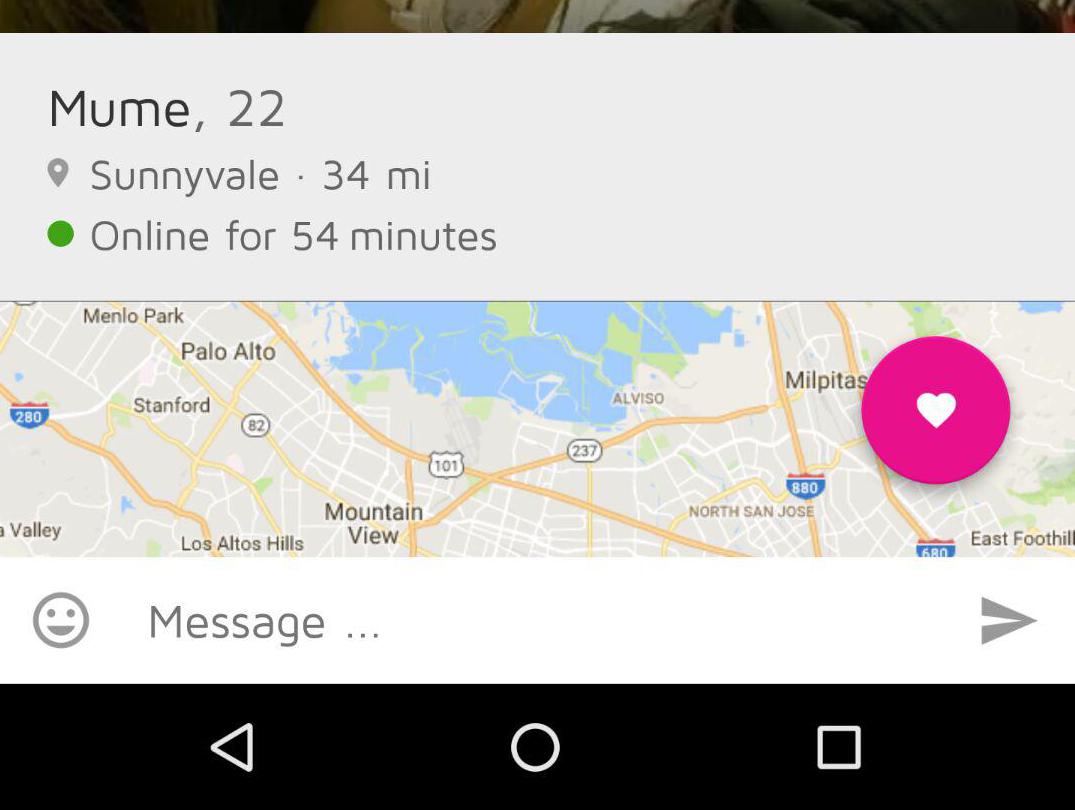 Mume, 22
Sunnyvale · 34 mi
Online for 54 minutes
Menlo Park
Palo Alto
Milpitas
Stanford
ALVISO
280
82
237
101
880
Mountain
View
NORTH SAN JOSE
a Valley
Los Altos Hills
680
East Foothill
Message ...